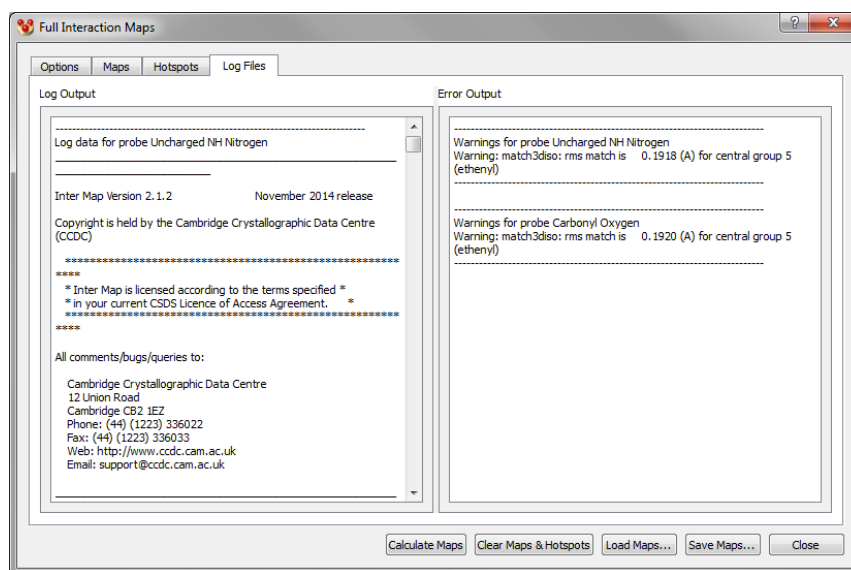 Full Interaction Maps
Options Maps Hotspots Log Files
Log Output
--------------------------------------------------------------------------------
Log data for probe Uncharged NH Nitrogen
________________________________________________________________
_____________________________
Inter Map Version 2.1.2 November 2014 release
Copyright is held by the Cambridge Crystallographic Data Centre
(CCDC)
******************************************************
****
* Inter Map is licensed according to the terms specified *
* in your current CSDS Licence of Access Agreement. *
******************************************************
****
All comments/bugs/queries to:
Cambridge Crystallographic Data Centre
12 Union Road
Cambridge CB2 1EZ
Phone: (44) (1223) 336022
Fax: (44) (1223) 336033
Web: http://www.ccdc.cam.ac.uk
Email: support@ccdc.cam.ac.uk
________________________________________________________________
Error Output
--------------------------------------------------------------------------------
Warnings for probe Uncharged NH Nitrogen
Warning: match3diso: rms match is 0.1918 (A) for central group 5
(ethenyl)
--------------------------------------------------------------------------------
--------------------------------------------------------------------------------
Warnings for probe Carbonyl Oxygen
Warning: match3diso: rms match is 0.1920 (A) for central group 5
(ethenyl)
--------------------------------------------------------------------------------
Calculate Maps Clear Maps & Hotspots Load Maps... Save Maps... Close